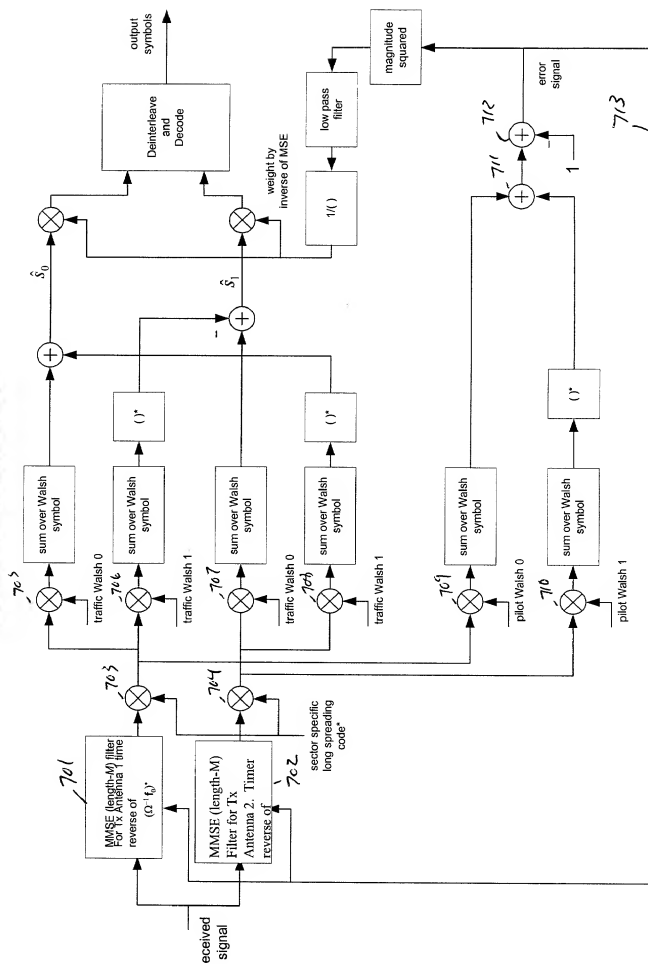 eceived
signal
701
MMSE (length-M) filter
For Tx Antenna 1 time
reverse of
(Ω⁻¹ f₀)*
MMSE (length-M)
Filter for Tx
Antenna 2. Timer
reverse of
702
703
704
sector specific
long spreading
code*
705
traffic Walsh 0
sum over Walsh
symbol
706
traffic Walsh 1
sum over Walsh
symbol
( )*
707
traffic Walsh 0
sum over Walsh
symbol
708
traffic Walsh 1
sum over Walsh
symbol
( )*
709
pilot Walsh 0
sum over Walsh
symbol
710
pilot Walsh 1
sum over Walsh
symbol
( )*
+
+
-
ŝ₀
ŝ₁
Deinterleave
and
Decode
output
symbols
weight by
inverse of MSE
1/( )
low pass
filter
magnitude
squared
711
+
712
+
-
1
error
signal
713